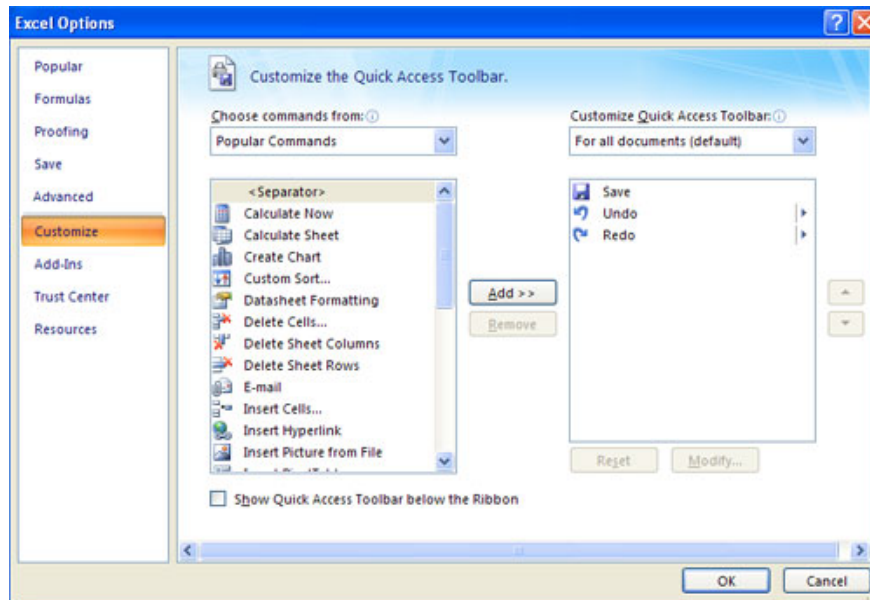 Excel Options
Popular
Formulas
Proofing
Save
Advanced
Customize
Add-Ins
Trust Center
Resources
Customize the Quick Access Toolbar.
Choose commands from:
Popular Commands
<Separator>
Calculate Now
Calculate Sheet
Create Chart
Custom Sort...
Datasheet Formatting
Delete Cells...
Delete Sheet Columns
Delete Sheet Rows
E-mail
Insert Cells...
Insert Hyperlink
Insert Picture from File
Show Quick Access Toolbar below the Ribbon
Add >>
Remove
Customize Quick Access Toolbar:
For all documents (default)
Save
Undo
Redo
Reset
Modify...
OK
Cancel